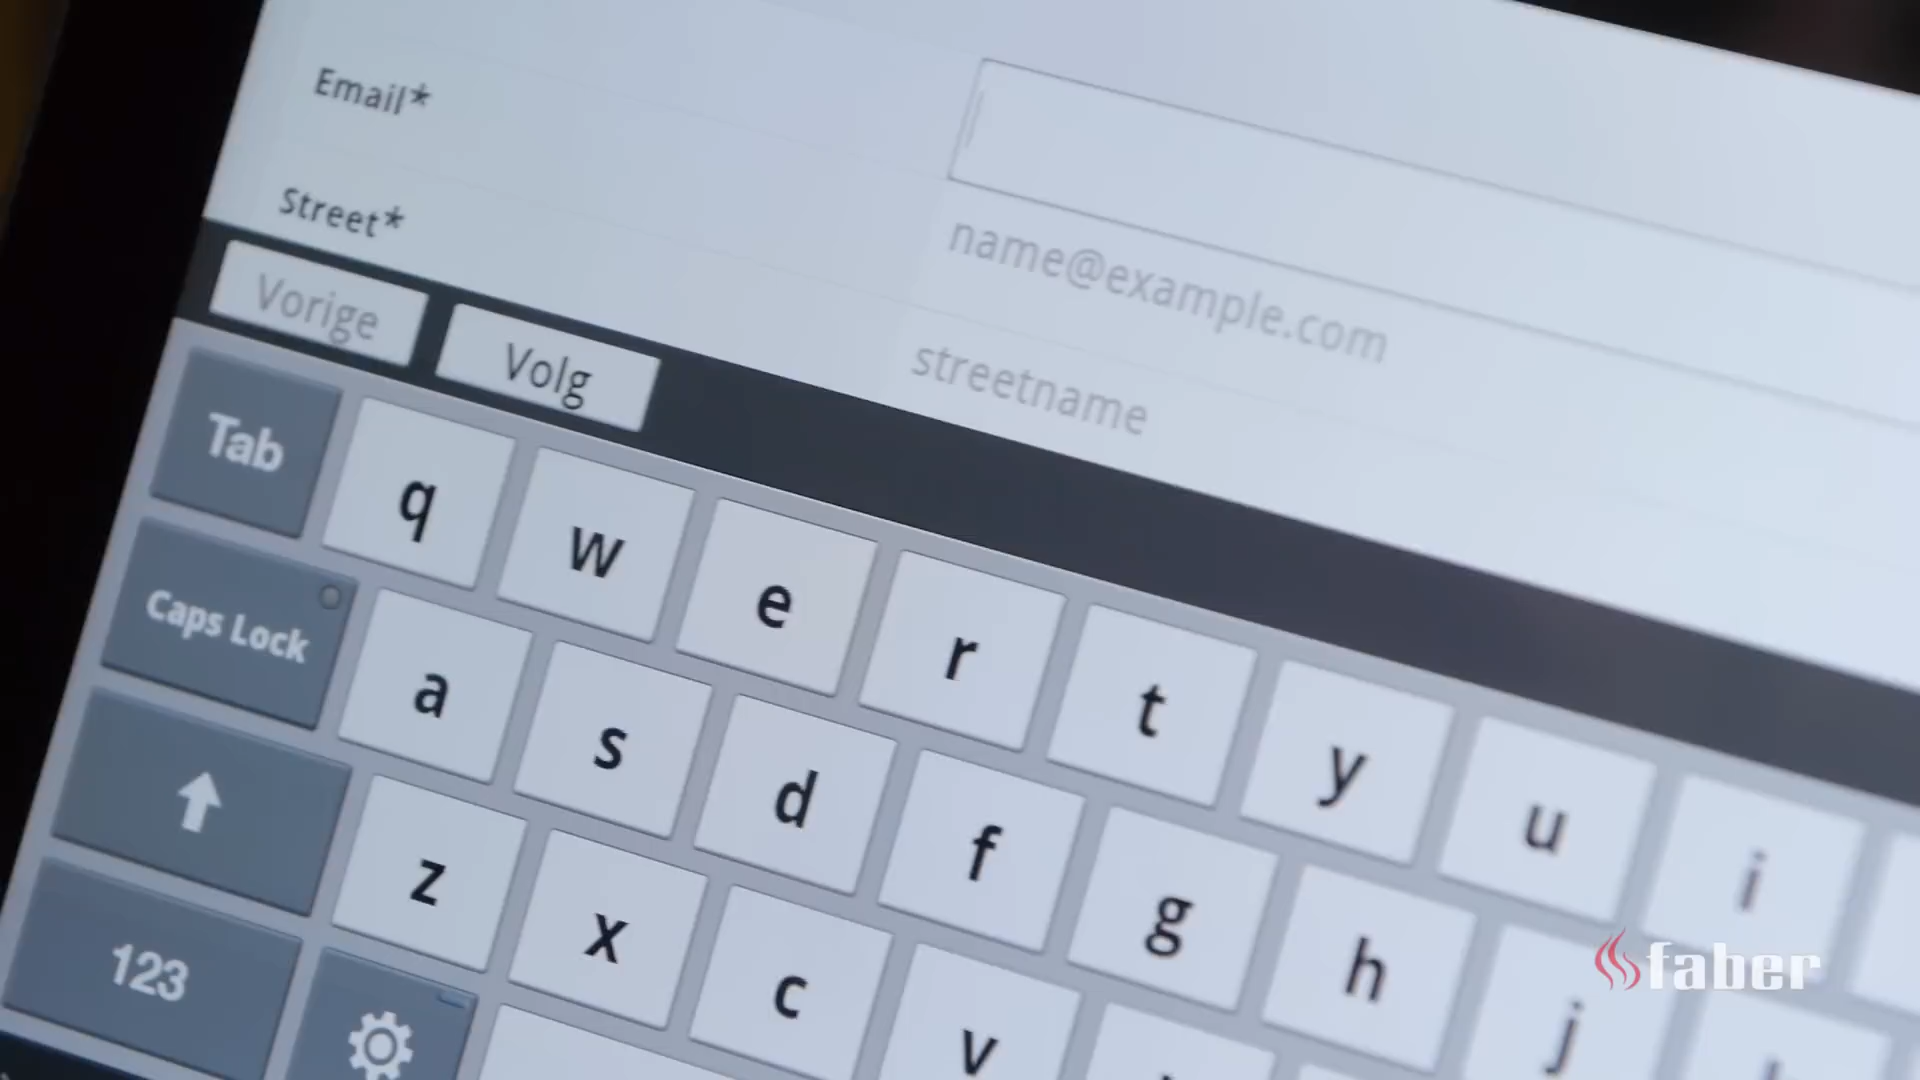 Email*
name@example.com
Street*
streetname
Vorige Volg
Tab q w e r t y u i
Caps Lock a s d f g h j
z x c v
123
faber